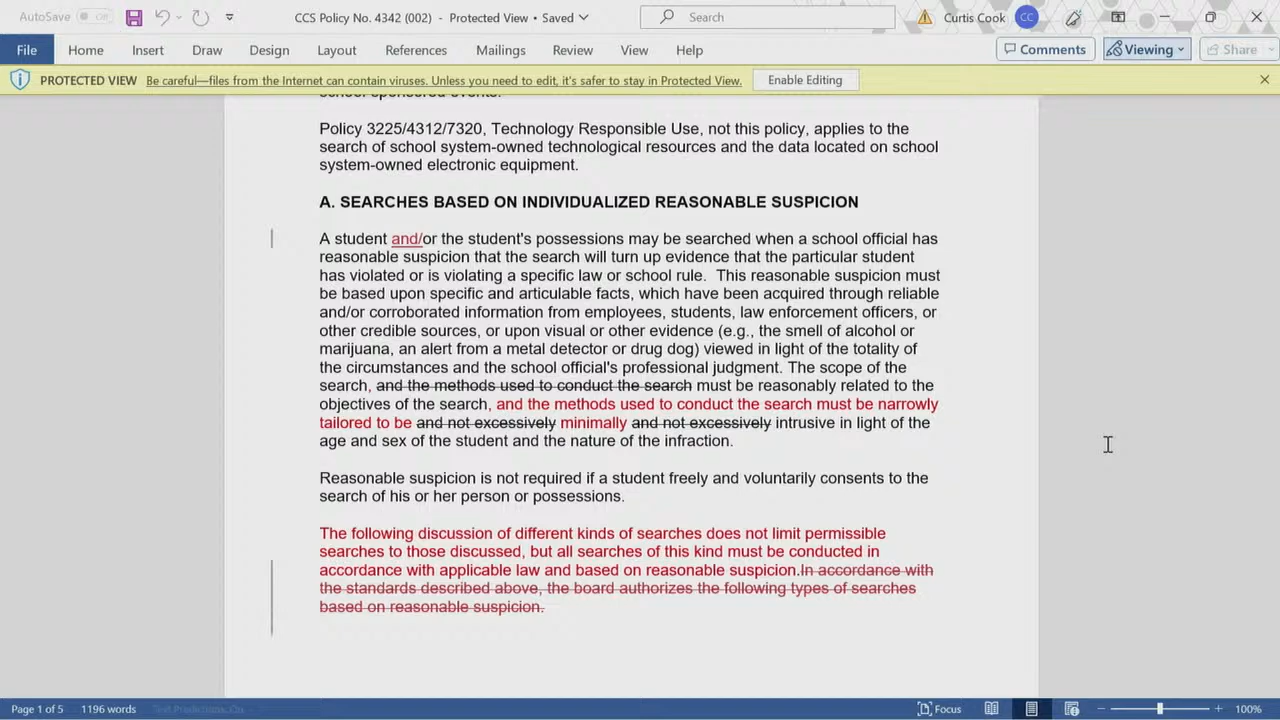 AutoSave Off CCS Policy No. 4342 (002) - Protected View • Saved Search Curtis Cook CC
File Home Insert Draw Design Layout References Mailings Review View Help Comments Viewing Share
PROTECTED VIEW Be careful—files from the Internet can contain viruses. Unless you need to edit, it's safer to stay in Protected View. Enable Editing
school-sponsored events.
Policy 3225/4312/7320, Technology Responsible Use, not this policy, applies to the
search of school system-owned technological resources and the data located on school
system-owned electronic equipment.
A. SEARCHES BASED ON INDIVIDUALIZED REASONABLE SUSPICION
A student and/or the student's possessions may be searched when a school official has
reasonable suspicion that the search will turn up evidence that the particular student
has violated or is violating a specific law or school rule. This reasonable suspicion must
be based upon specific and articulable facts, which have been acquired through reliable
and/or corroborated information from employees, students, law enforcement officers, or
other credible sources, or upon visual or other evidence (e.g., the smell of alcohol or
marijuana, an alert from a metal detector or drug dog) viewed in light of the totality of
the circumstances and the school official's professional judgment. The scope of the
search, and the methods used to conduct the search must be reasonably related to the
objectives of the search, and the methods used to conduct the search must be narrowly
tailored to be and not excessively minimally and not excessively intrusive in light of the
age and sex of the student and the nature of the infraction.
Reasonable suspicion is not required if a student freely and voluntarily consents to the
search of his or her person or possessions.
The following discussion of different kinds of searches does not limit permissible
searches to those discussed, but all searches of this kind must be conducted in
accordance with applicable law and based on reasonable suspicion.In accordance with
the standards described above, the board authorizes the following types of searches
based on reasonable suspicion.
Page 1 of 5 1196 words Text Predictions: On Focus 100%